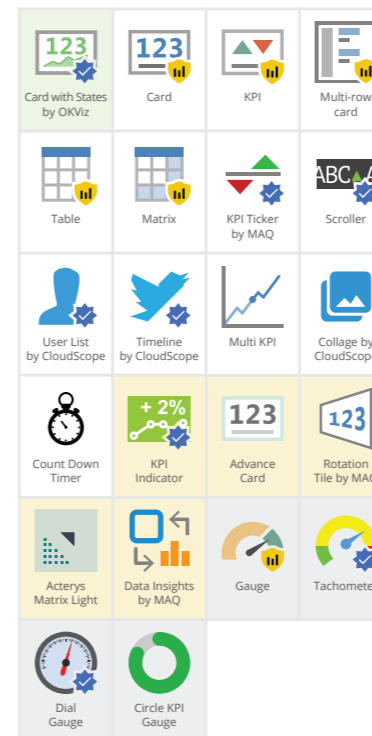 123
Card with States
by OKViz
123
Card
KPI
Multi-row
card
Table
Matrix
KPI Ticker
by MAQ
ABC
Scroller
User List
by CloudScope
Timeline
by CloudScope
Multi KPI
Collage by
CloudScope
Count Down
Timer
+ 2%
KPI
Indicator
123
Advance
Card
123
Rotation
Tile by MAQ
Acterys
Matrix Light
Data Insights
by MAQ
Gauge
Tachometer
Dial
Gauge
Circle KPI
Gauge